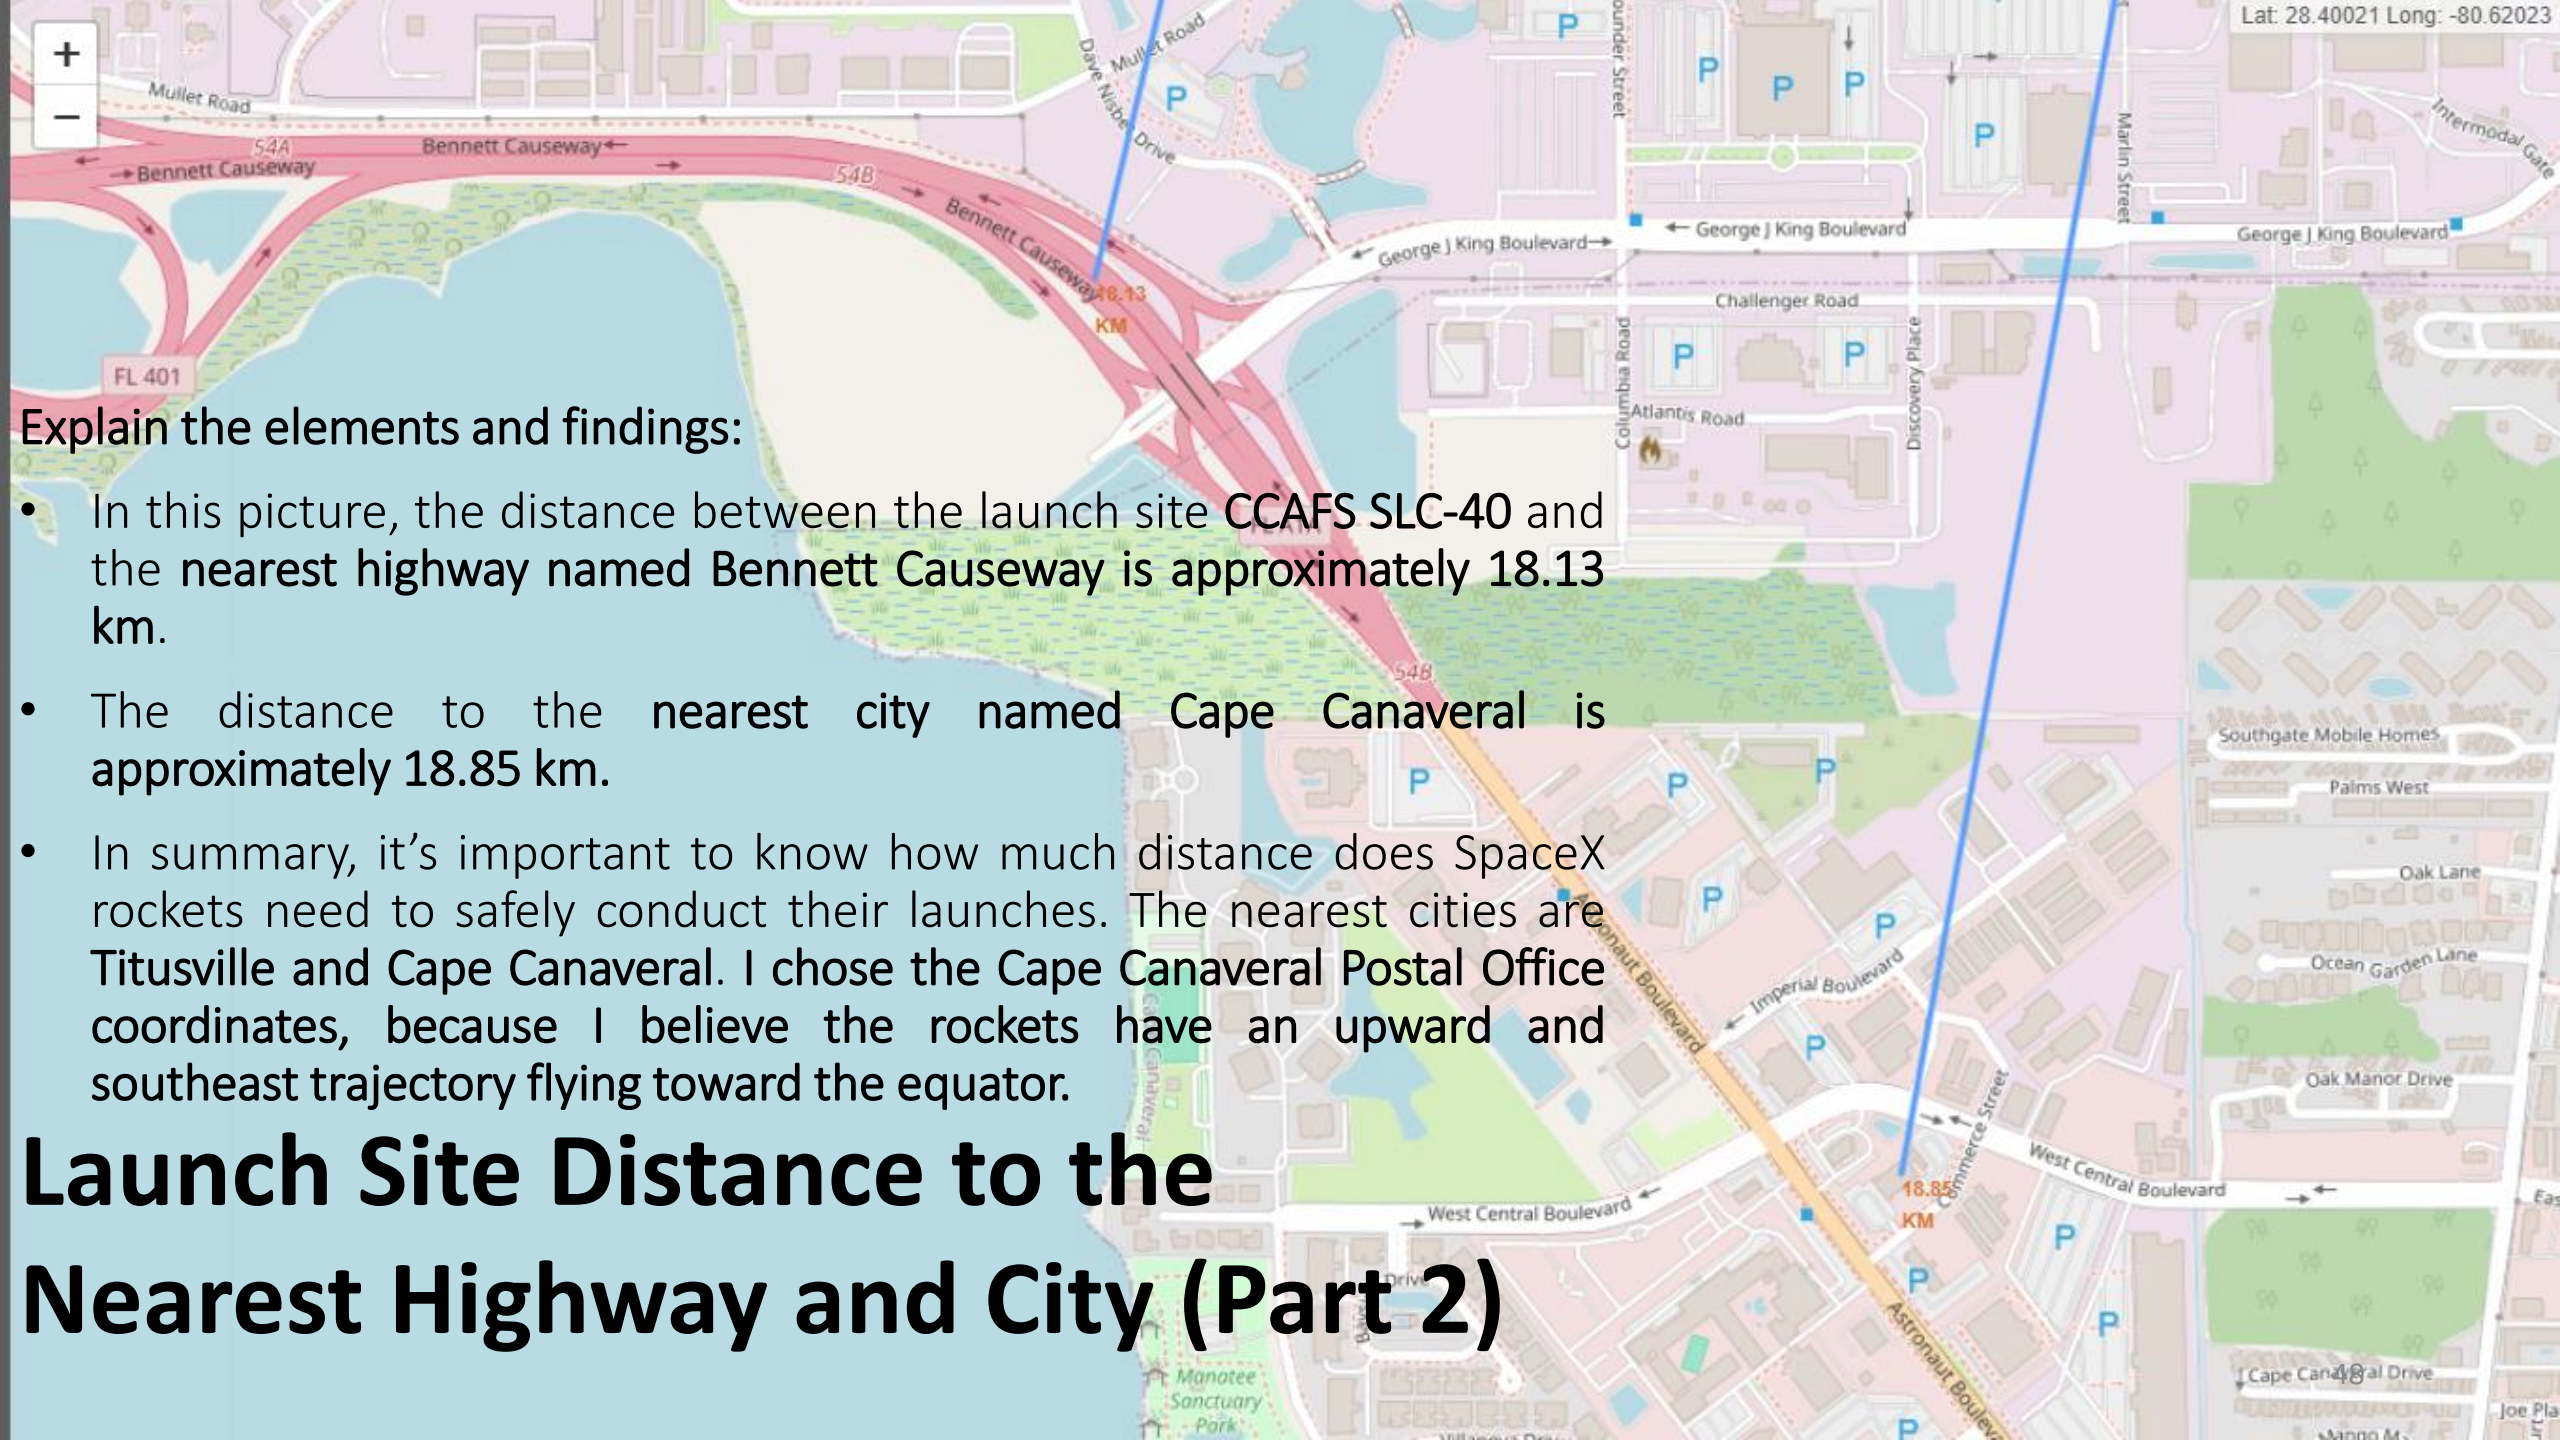 Lat: 28.40021 Long: -80.62023
+
−
Mullet Road
Mullet Road
Dave Nisbet Drive
P
P
P
P
P
P
Marlin Street
Intermodal Gate
54A
Bennett Causeway
Bennett Causeway
54B
Bennett Causeway
George J King Boulevard
George J King Boulevard
George J King Boulevard
18.13
KM
Challenger Road
Columbia Road
Discovery Place
P
P
Atlantis Road
FL 401
Explain the elements and findings:
• In this picture, the distance between the launch site CCAFS SLC-40 and
the nearest highway named Bennett Causeway is approximately 18.13
km.
• The distance to the nearest city named Cape Canaveral is
approximately 18.85 km.
• In summary, it’s important to know how much distance does SpaceX
rockets need to safely conduct their launches. The nearest cities are
Titusville and Cape Canaveral. I chose the Cape Canaveral Postal Office
coordinates, because I believe the rockets have an upward and
southeast trajectory flying toward the equator.
Launch Site Distance to the
Nearest Highway and City (Part 2)
54B
P
P
P
Southgate Mobile Homes
Palms West
Oak Lane
P
P
Astronaut Boulevard
Imperial Boulevard
Ocean Garden Lane
P
Oak Manor Drive
Commerce Street
West Central Boulevard
West Central Boulevard
18.85
KM
P
P
P
Astronaut Boulev
Manatee
Sanctuary
Park
Cape Canaveral Drive
48
Joe Pla
P